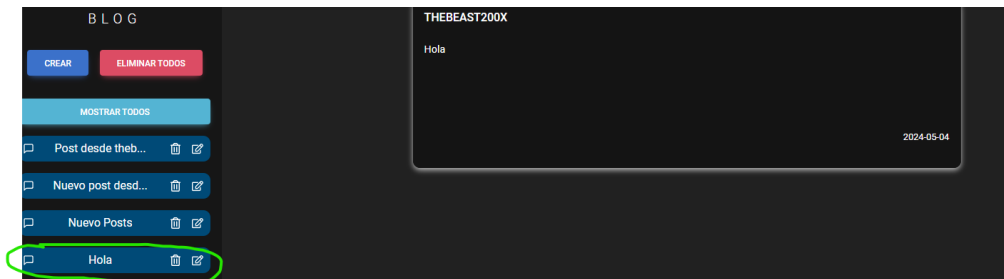 BLOG
CREAR
ELIMINAR TODOS
MOSTRAR TODOS
Post desde theb...
Nuevo post desd...
Nuevo Posts
Hola
THEBEAST200X
Hola
2024-05-04